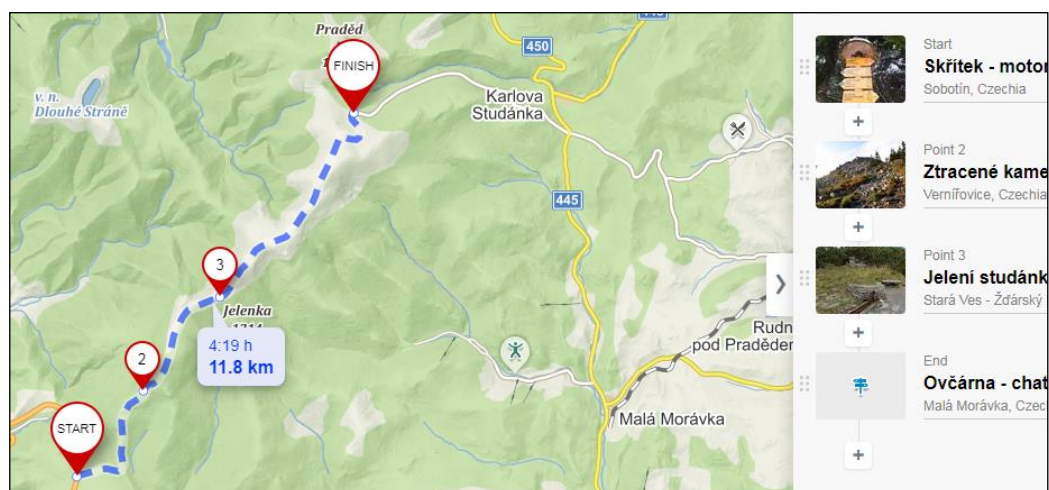 Praděd
FINISH
v. n.
Dlouhé Stráně
450
Karlova
Studánka
445
3
Jelenka
4:19 h
11.8 km
2
Rudn
pod Praděder
Malá Morávka
START
Start
Skřítek - motor
Sobotín, Czechia
+
Point 2
Ztracené kame
Vernířovice, Czechia
+
Point 3
Jelení studánk
Stará Ves - Žďárský
+
End
Ovčárna - chat
Malá Morávka, Czec
+